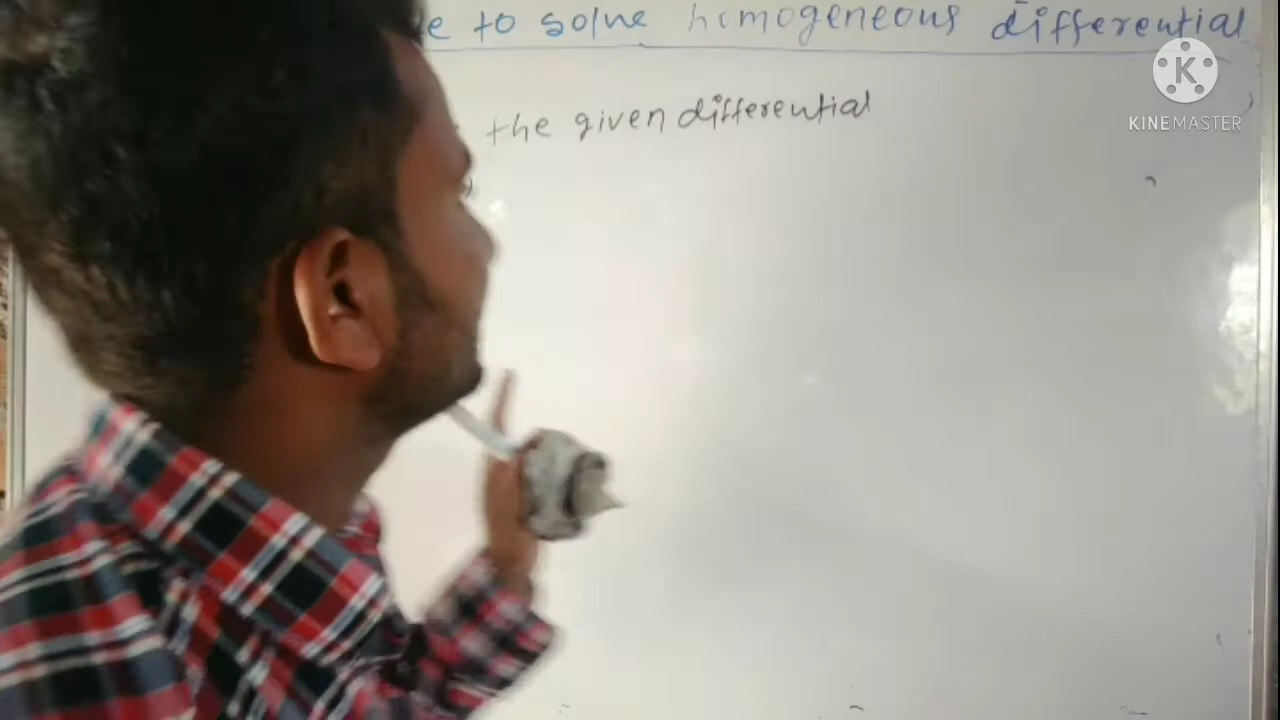 to solve homogeneous differential
the given differential
K
KINEMASTER